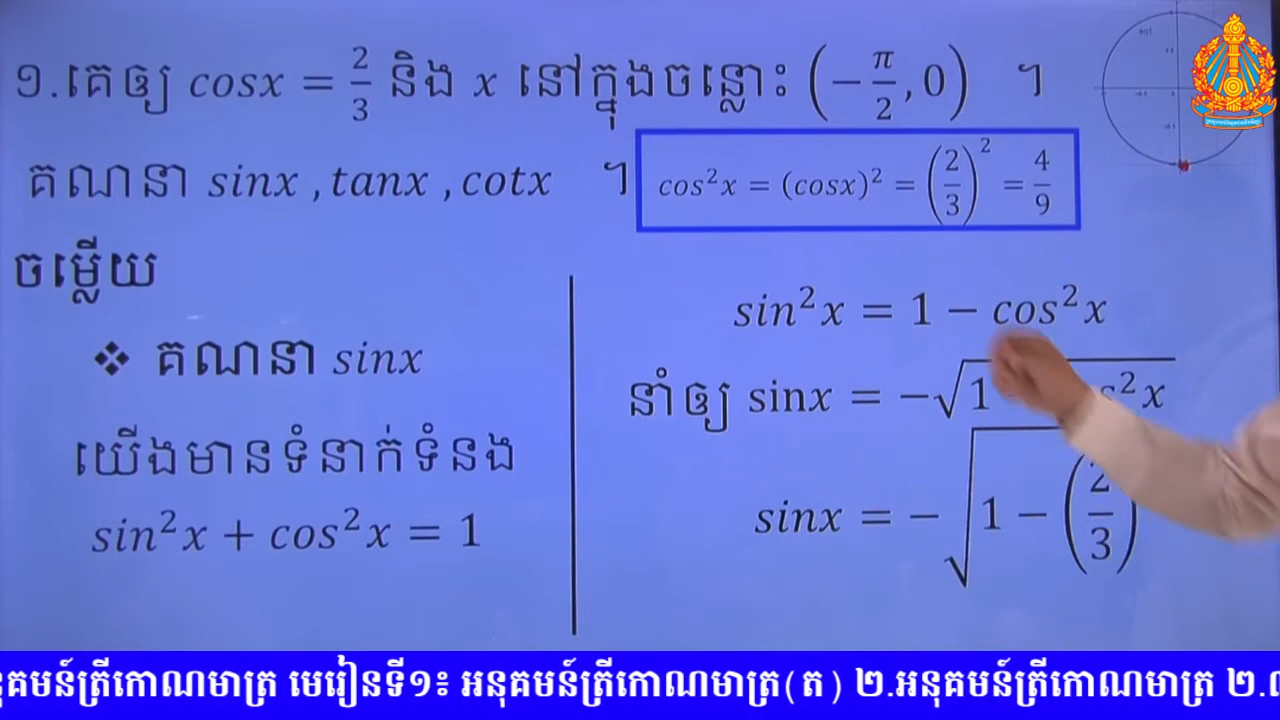 ១.គេឲ្យ cosx = 2/3 និង x នៅក្នុងចន្លោះ (−π/2, 0) ។
គណនា sinx , tanx , cotx ។
cos²x = (cosx)² = (2/3)² = 4/9
ចម្លើយ
❖ គណនា sinx
យើងមានទំនាក់ទំនង
sin²x + cos²x = 1
sin²x = 1 − cos²x
នាំឲ្យ sinx = −√1 s²x
sinx = −√1 − (2/3)
អនុគមន៍ត្រីកោណមាត្រ មេរៀនទី១៖ អនុគមន៍ត្រីកោណមាត្រ(ត) ២.អនុគមន៍ត្រីកោណមាត្រ ២.